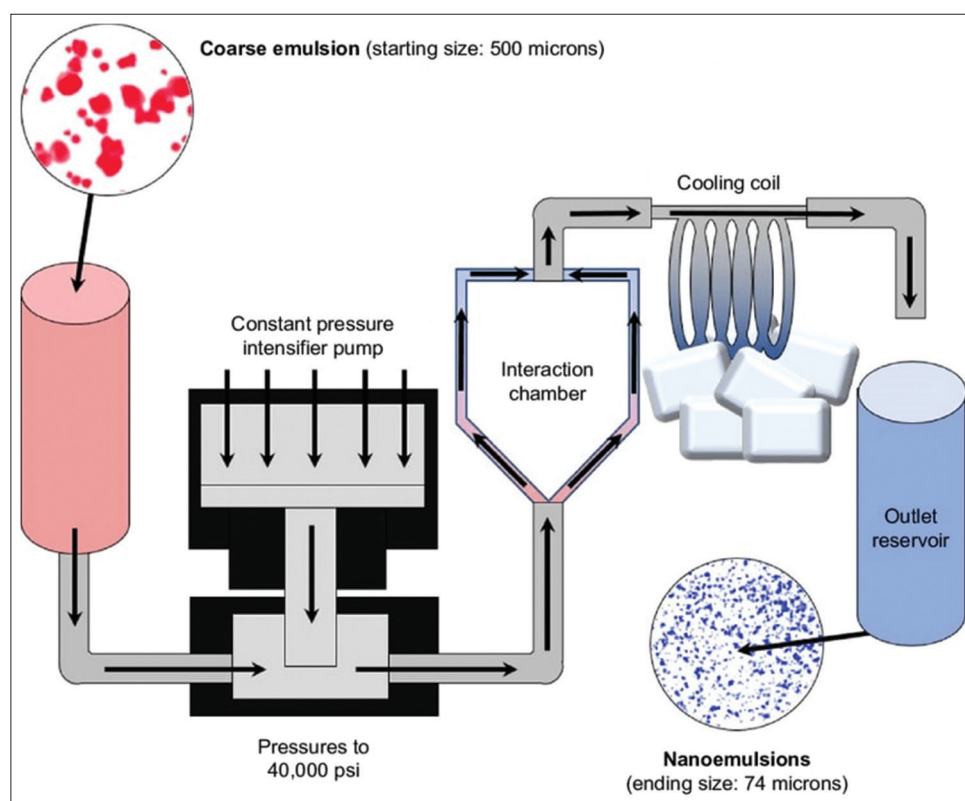 Coarse emulsion (starting size: 500 microns)
Cooling coil
Constant pressure
intensifier pump
Interaction
chamber
Outlet
reservoir
Pressures to
40,000 psi
Nanoemulsions
(ending size: 74 microns)